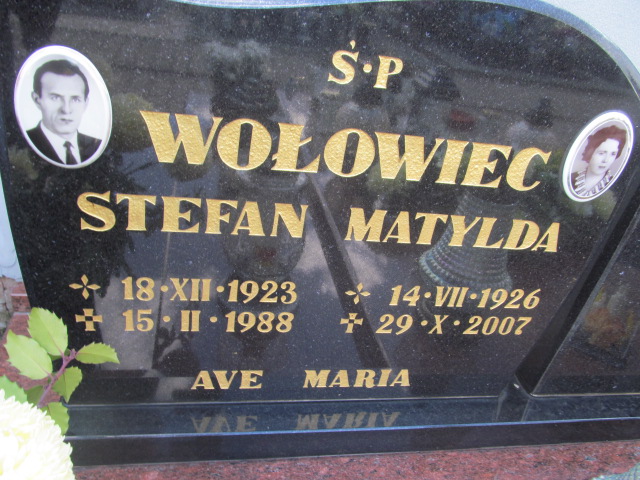 Ś·P
WOŁOWIEC
STEFAN MATYLDA
18·XII·1923 14·VII·1926
15·II·1988 29·X·2007
AVE MARIA